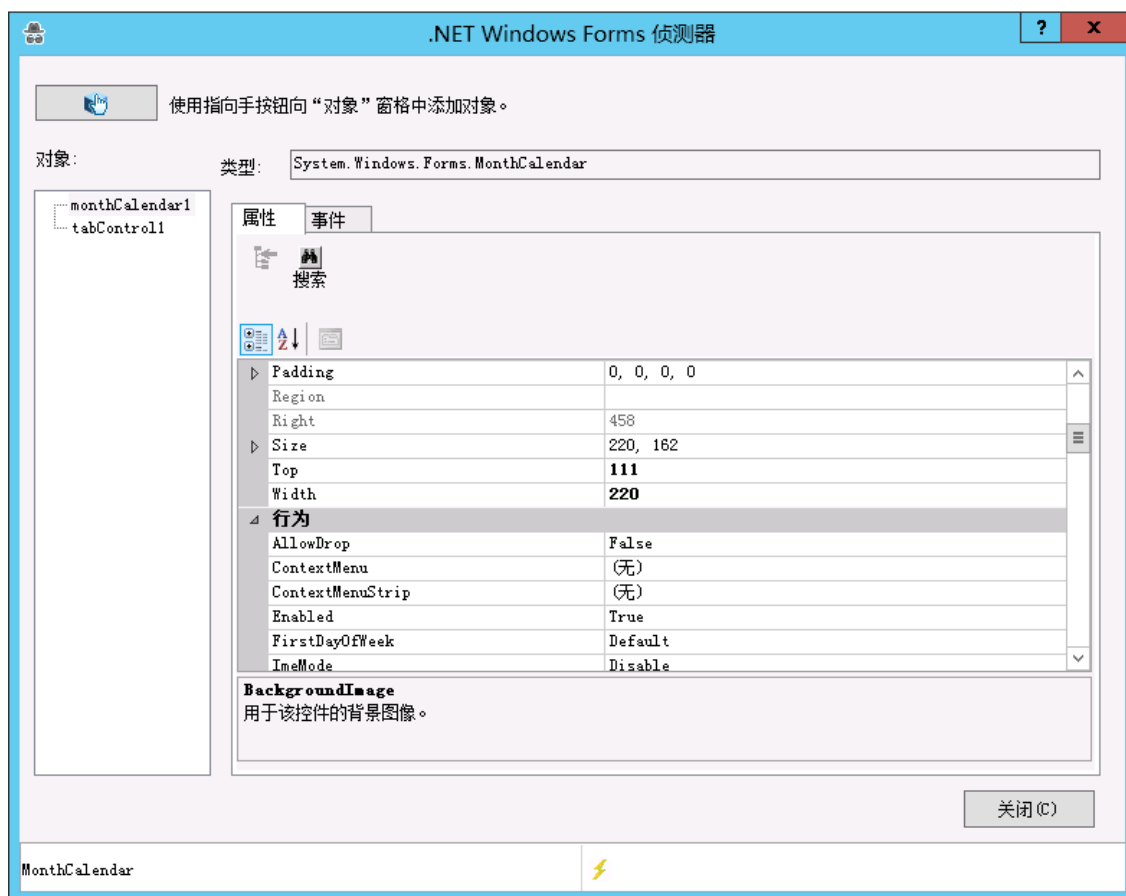 .NET Windows Forms 侦测器
? x
使用指向手按钮向“对象”窗格中添加对象。
对象:
类型: System.Windows.Forms.MonthCalendar
monthCalendar1
tabControl1
属性 事件
搜索
Padding 0, 0, 0, 0
Region
Right 458
Size 220, 162
Top 111
Width 220
行为
AllowDrop False
ContextMenu (无)
ContextMenuStrip (无)
Enabled True
FirstDayOfWeek Default
ImeMode Disable
BackgroundImage
用于该控件的背景图像。
关闭(C)
MonthCalendar